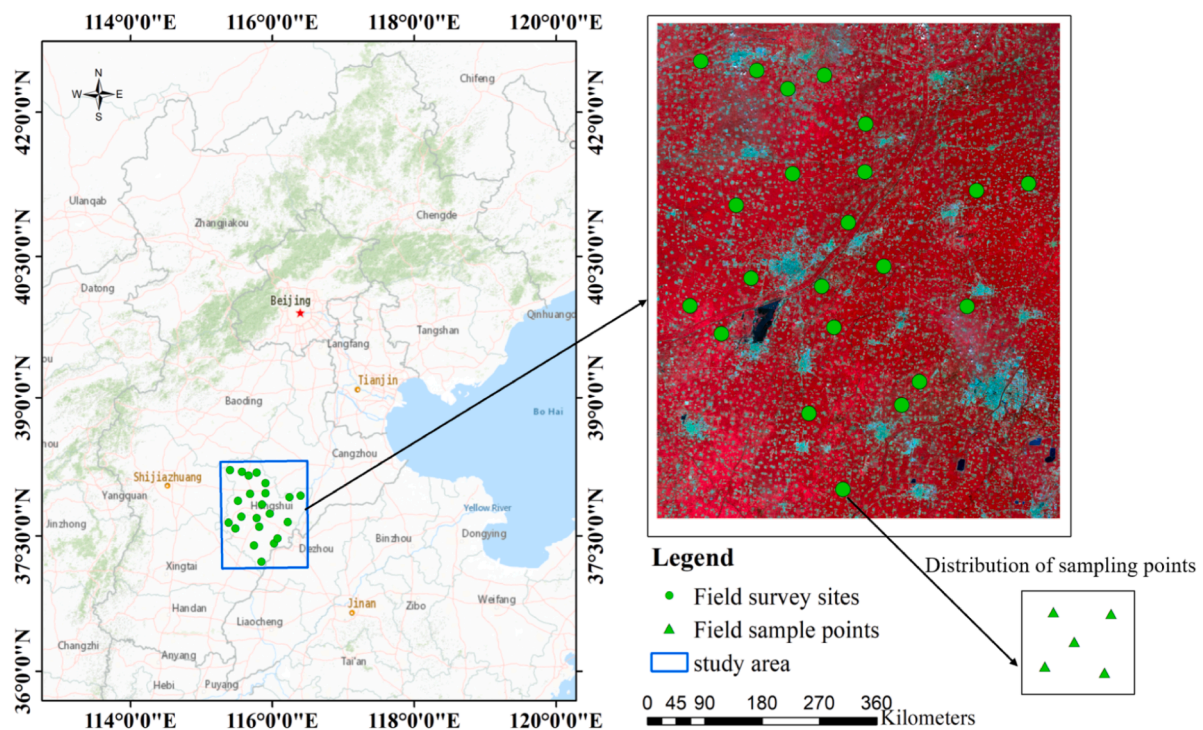 114°0'0"E 116°0'0"E 118°0'0"E 120°0'0"E
42°0'0"N
40°30'0"N
39°0'0"N
37°30'0"N
36°0'0"N
N
W E
S
Chifeng
Ulanqab
Zhangjiakou
Chengde
Datong
Beijing
Qinhuangd
Tangshan
Langfang
Tianjin
Baoding
Bo Hai
Cangzhou
Shijiazhuang
Yangquan
Hengshui
Yellow River
Jinzhong
Dezhou
Binzhou
Dongying
Xingtai
Jinan
Zibo
Weifang
Handan
Liaocheng
Changzhi
Anyang
Tai'an
Hebi
Puyang
42°0'0"N
40°30'0"N
39°0'0"N
37°30'0"N
36°0'0"N
114°0'0"E 116°0'0"E 118°0'0"E 120°0'0"E
Legend
Field survey sites
Field sample points
study area
0 45 90 180 270 360
Kilometers
Distribution of sampling points